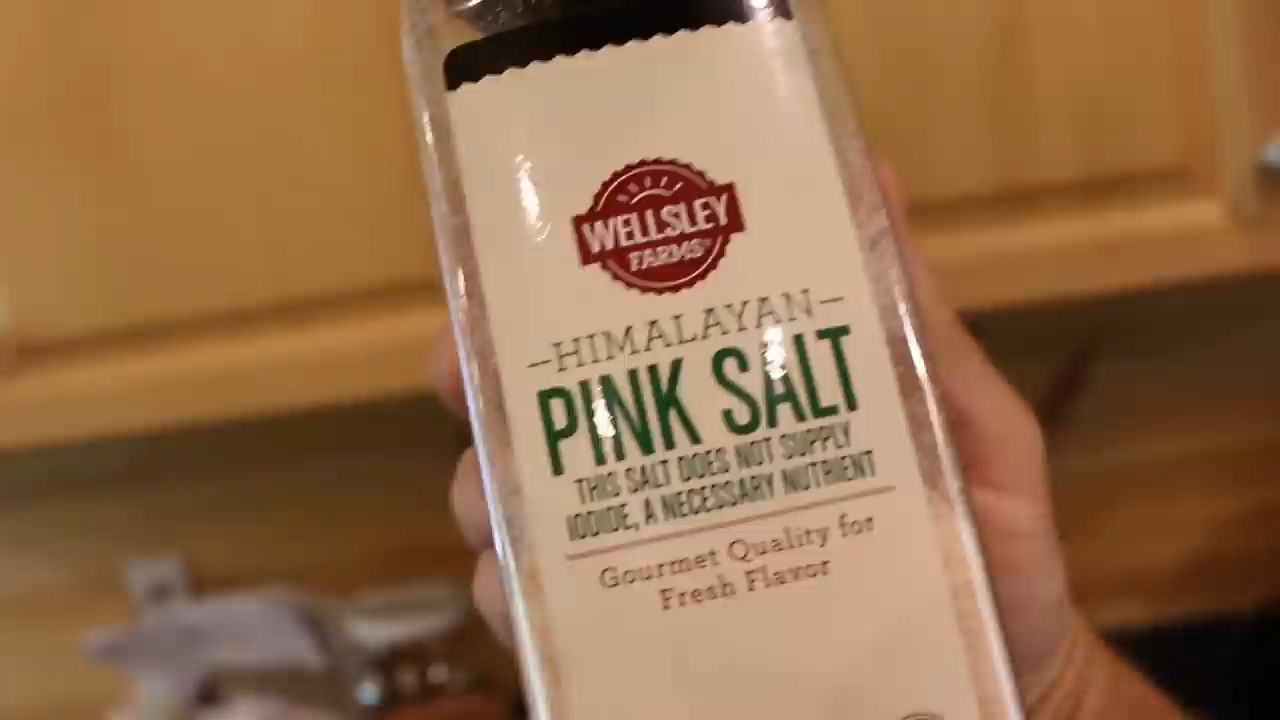 WELLSLEY
FARMS
—HIMALAYAN—
PINK SALT
THIS SALT DOES NOT SUPPLY
IODIDE, A NECESSARY NUTRIENT
Gourmet Quality for
Fresh Flavor